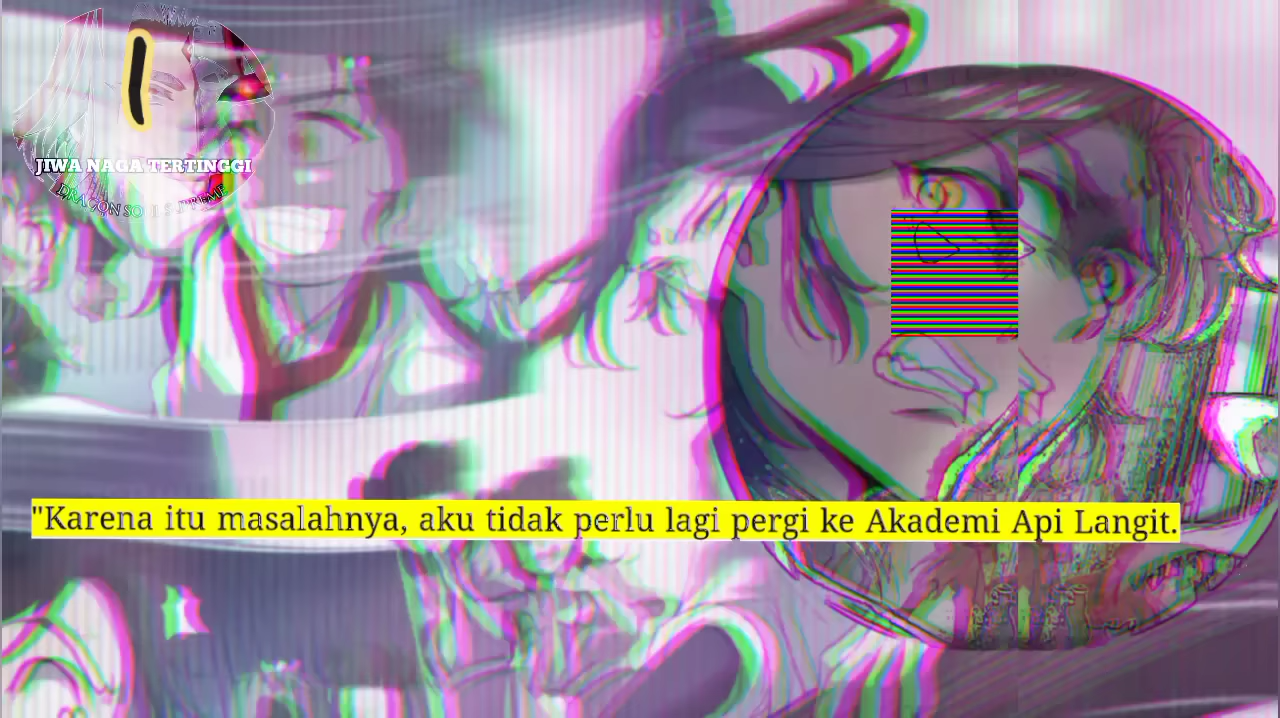 JIWA NAGA TERTINGGI
"Karena itu masalahnya, aku tidak perlu lagi pergi ke Akademi Api Langit.